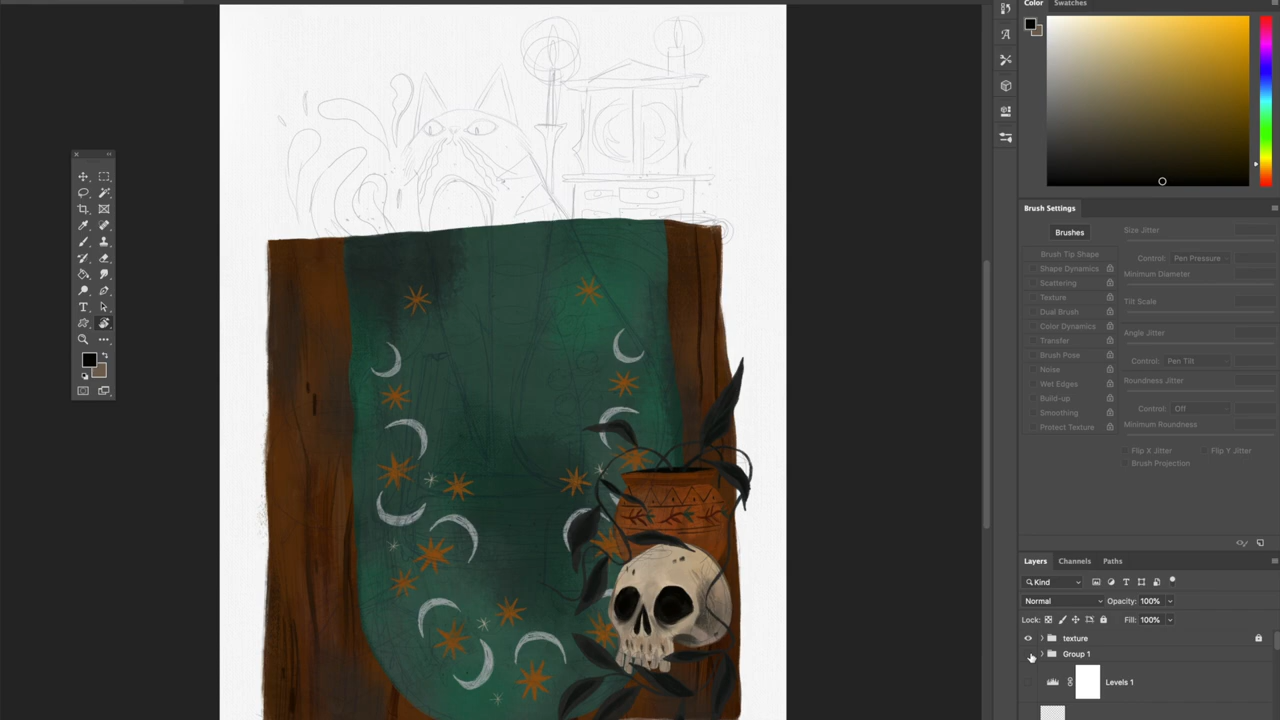 Color Swatches
Brush Settings
Brushes
Size Jitter
Brush Tip Shape
Control: Pen Pressure
Shape Dynamics
Minimum Diameter
Scattering
Texture
Tilt Scale
Dual Brush
Color Dynamics
Angle Jitter
Transfer
Brush Pose
Control: Pen Tilt
Noise
Roundness Jitter
Wet Edges
Build-up
Smoothing
Control: Off
Protect Texture
Minimum Roundness
Flip X Jitter Flip Y Jitter
Brush Projection
Layers Channels Paths
Kind
Normal Opacity: 100%
Lock: Fill: 100%
texture
Group 1
Levels 1